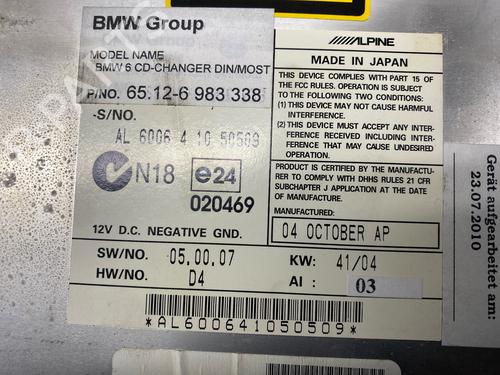 BMW Group
MODEL NAME
BMW 6 CD-CHANGER DIN/MOST
P/NO. 65.12-6 983 338
-S/NO.
AL 6006 4 10 50509
N18 e24
020469
12V D.C. NEGATIVE GND.
SW/NO. 05.00.07
HW/NO. D4
ALPINE
MADE IN JAPAN
THIS DEVICE COMPLIES WITH PART 15 OF
THE FCC RULES. OPERATION IS SUBJECT
TO THE FOLLOWING TWO CONDITIONS:
(1) THIS DEVICE MAY NOT CAUSE HARMFUL
INTERFERENCE.
(2) THIS DEVICE MUST ACCEPT ANY INTER-
FERENCE RECEIVED INCLUDING INTER-
FERENCE THAT MAY CAUSE UNDESIRED
OPERATION.
PRODUCT IS CERTIFIED BY THE MANUFACTU-
RER TO COMPLY WITH DHHS RULES 21 CFR
SUBCHAPTER J APPLICATION AT THE DATE OF
MANUFACTURE.
MANUFACTURED:
04 OCTOBER AP
KW: 41/04
AI : 03
*AL600641050509*
Gerät aufgearbeitet am:
23.07.2010